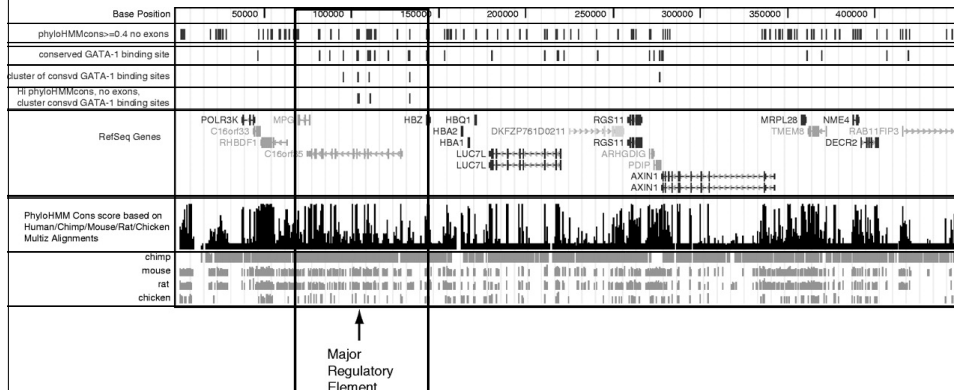 Base Position 50000 100000 150000 200000 250000 300000 350000 400000
phyloHMMcons>=0.4 no exons
conserved GATA-1 binding site
cluster of consvd GATA-1 binding sites
Hi phyloHMMcons, no exons,
cluster consvd GATA-1 binding sites
RefSeq Genes
POLR3K MPG HBZ HBQ1 RGS11 MRPL28 NME4
C16orf33 HBA2 DKFZP761D0211 TMEM8 RAB11FIP3
RHBDF1 HBA1 RGS11 DECR2
C16orf35 LUC7L ARHGDIG
LUC7L PDIP
AXIN1
AXIN1
PhyloHMM Cons score based on
Human/Chimp/Mouse/Rat/Chicken
Multiz Alignments
chimp
mouse
rat
chicken
Major
Regulatory
Element